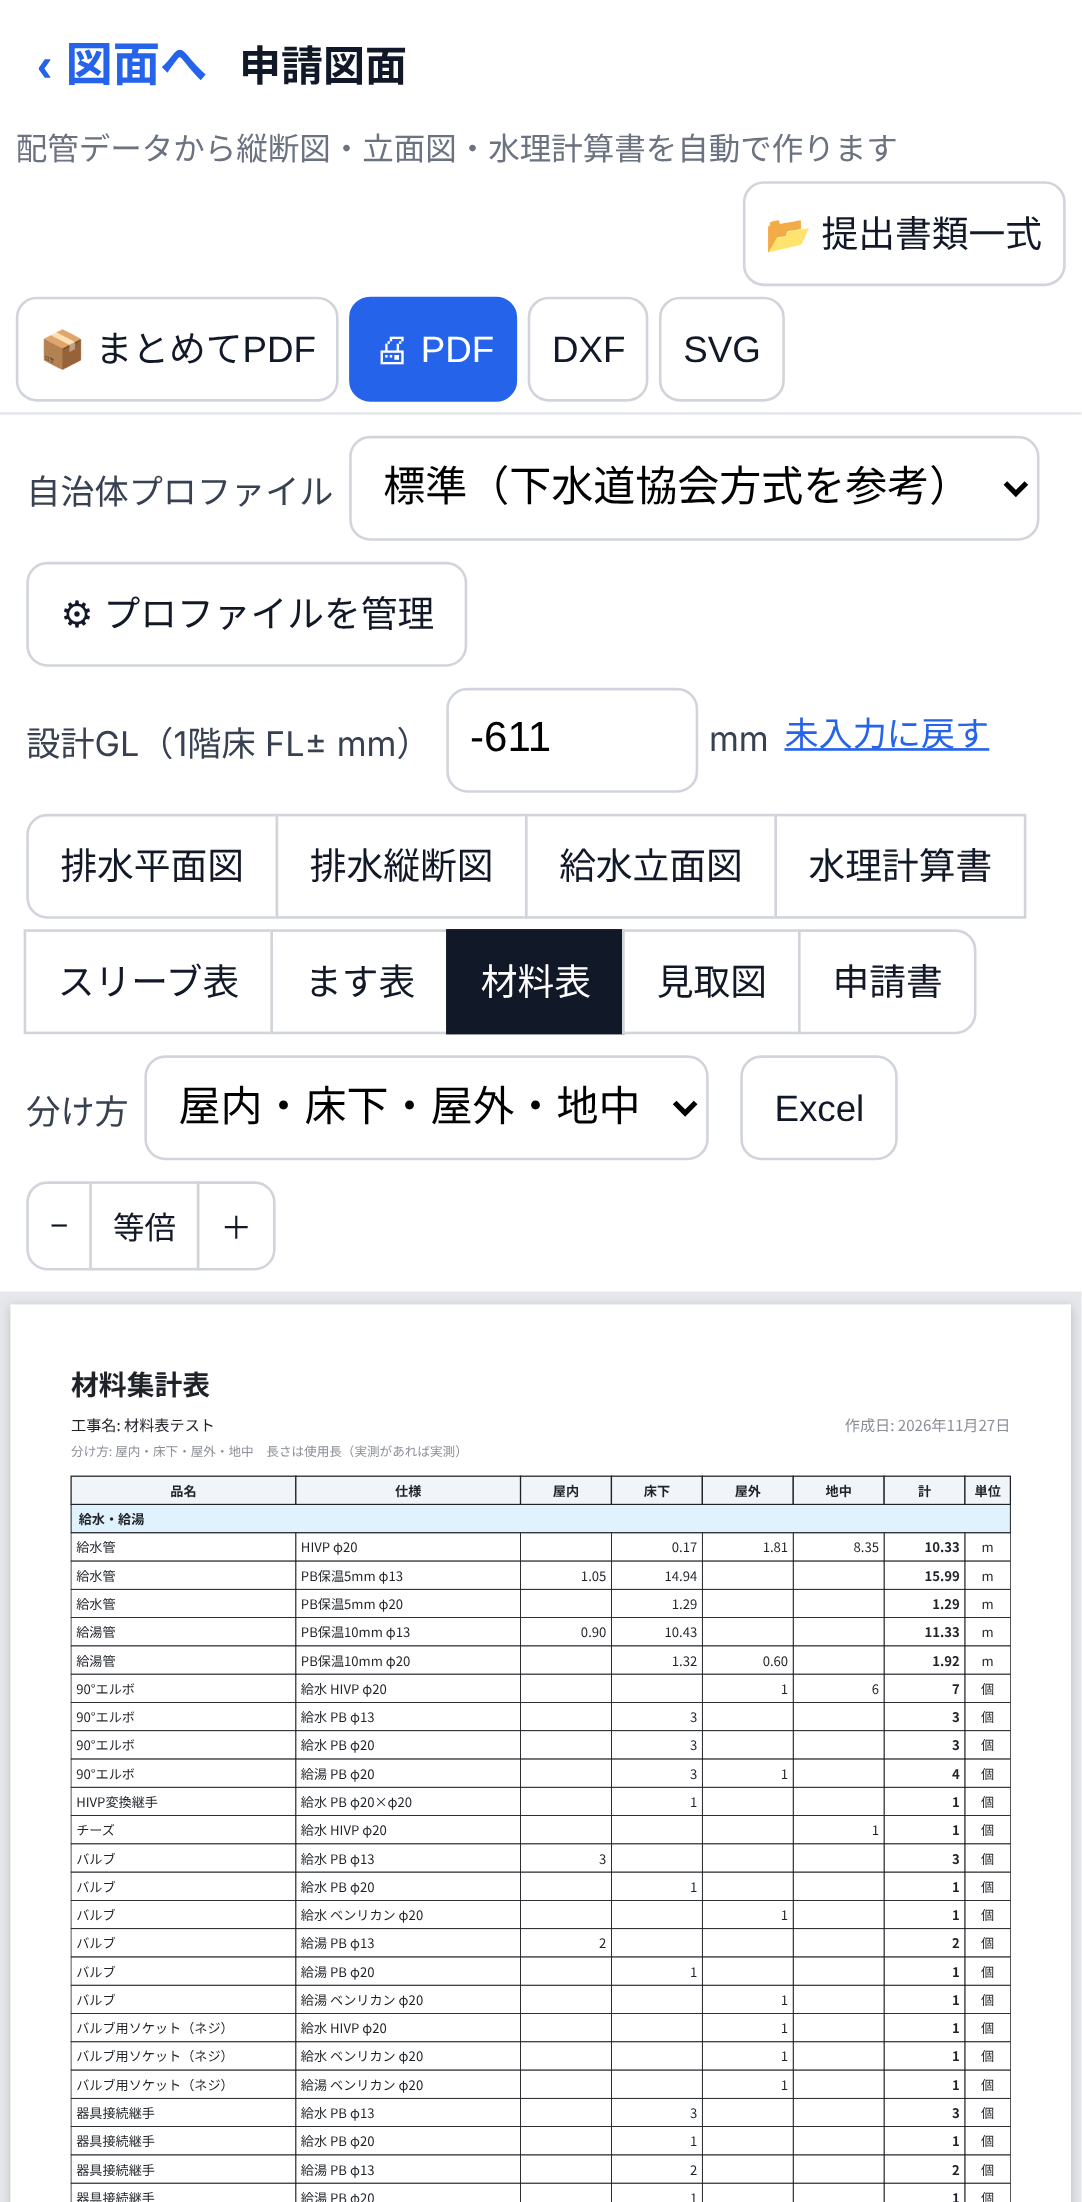 ‹ 図面へ 申請図面
配管データから縦断図・立面図・水理計算書を自動で作ります
📂 提出書類一式
📦 まとめてPDF 🖨 PDF DXF SVG
自治体プロファイル 標準（下水道協会方式を参考）
⚙ プロファイルを管理
設計GL（1階床 FL± mm） -611 mm 未入力に戻す
排水平面図 排水縦断図 給水立面図 水理計算書
スリーブ表 ます表 材料表 見取図 申請書
分け方 屋内・床下・屋外・地中 Excel
− 等倍 ＋
材料集計表
工事名: 材料表テスト 作成日: 2026年11月27日
分け方: 屋内・床下・屋外・地中 長さは使用長（実測があれば実測）
品名 仕様 屋内 床下 屋外 地中 計 単位
給水・給湯
給水管 HIVP φ20 0.17 1.81 8.35 10.33 m
給水管 PB保温5mm φ13 1.05 14.94 15.99 m
給水管 PB保温5mm φ20 1.29 1.29 m
給湯管 PB保温10mm φ13 0.90 10.43 11.33 m
給湯管 PB保温10mm φ20 1.32 0.60 1.92 m
90°エルボ 給水 HIVP φ20 1 6 7 個
90°エルボ 給水 PB φ13 3 3 個
90°エルボ 給水 PB φ20 3 3 個
90°エルボ 給湯 PB φ20 3 1 4 個
HIVP変換継手 給水 PB φ20×φ20 1 1 個
チーズ 給水 HIVP φ20 1 1 個
バルブ 給水 PB φ13 3 3 個
バルブ 給水 PB φ20 1 1 個
バルブ 給水 ベンリカン φ20 1 1 個
バルブ 給湯 PB φ13 2 2 個
バルブ 給湯 PB φ20 1 1 個
バルブ 給湯 ベンリカン φ20 1 1 個
バルブ用ソケット（ネジ） 給水 HIVP φ20 1 1 個
バルブ用ソケット（ネジ） 給水 ベンリカン φ20 1 1 個
バルブ用ソケット（ネジ） 給湯 ベンリカン φ20 1 1 個
器具接続継手 給水 PB φ13 3 3 個
器具接続継手 給水 PB φ20 1 1 個
器具接続継手 給湯 PB φ13 2 2 個
器具接続継手 給湯 PB φ20 1 1 個